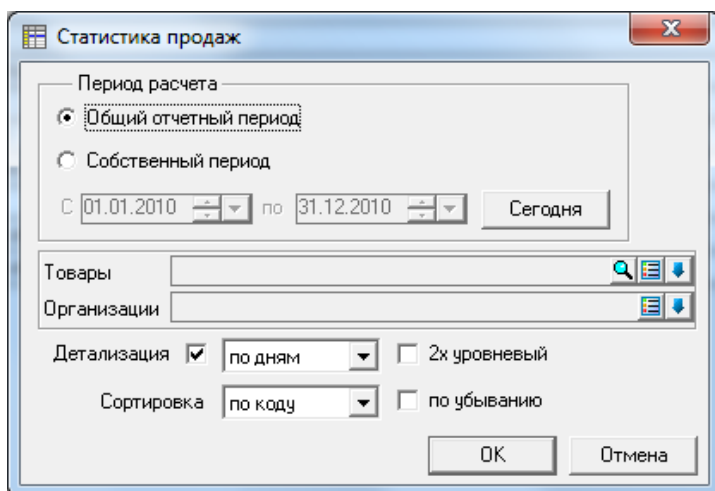 Статистика продаж
Период расчета
Общий отчетный период
Собственный период
С 01.01.2010 по 31.12.2010 Сегодня
Товары
Организации
Детализация по дням 2х уровневый
Сортировка по коду по убыванию
OK Отмена